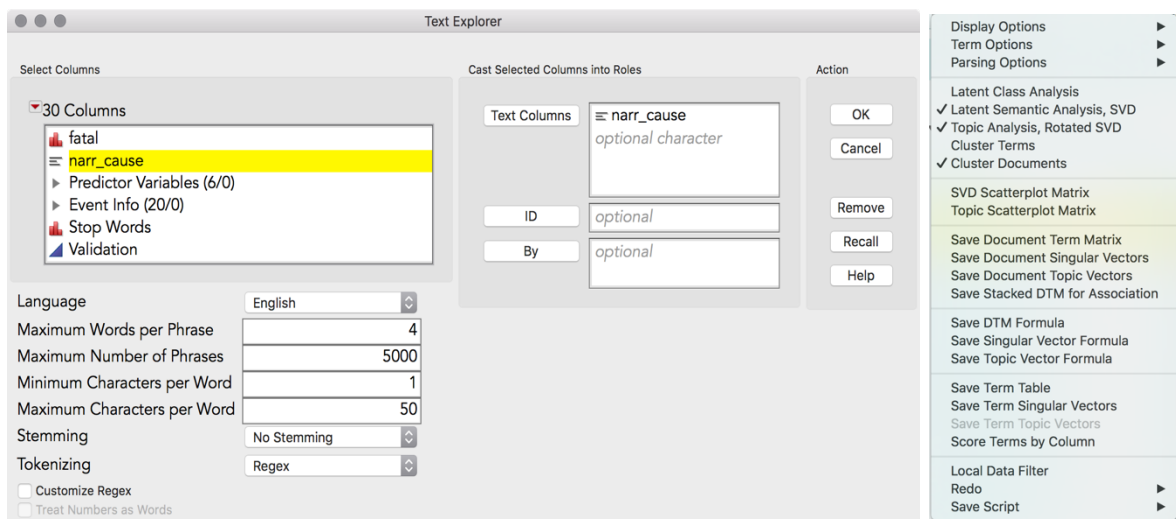 Text Explorer
Select Columns
30 Columns
fatal
narr_cause
Predictor Variables (6/0)
Event Info (20/0)
Stop Words
Validation
Cast Selected Columns into Roles
Text Columns
narr_cause
optional character
ID
optional
By
optional
Action
OK
Cancel
Remove
Recall
Help
Language English
Maximum Words per Phrase 4
Maximum Number of Phrases 5000
Minimum Characters per Word 1
Maximum Characters per Word 50
Stemming No Stemming
Tokenizing Regex
Customize Regex
Treat Numbers as Words
Display Options
Term Options
Parsing Options
Latent Class Analysis
✓ Latent Semantic Analysis, SVD
✓ Topic Analysis, Rotated SVD
Cluster Terms
✓ Cluster Documents
SVD Scatterplot Matrix
Topic Scatterplot Matrix
Save Document Term Matrix
Save Document Singular Vectors
Save Document Topic Vectors
Save Stacked DTM for Association
Save DTM Formula
Save Singular Vector Formula
Save Topic Vector Formula
Save Term Table
Save Term Singular Vectors
Save Term Topic Vectors
Score Terms by Column
Local Data Filter
Redo
Save Script